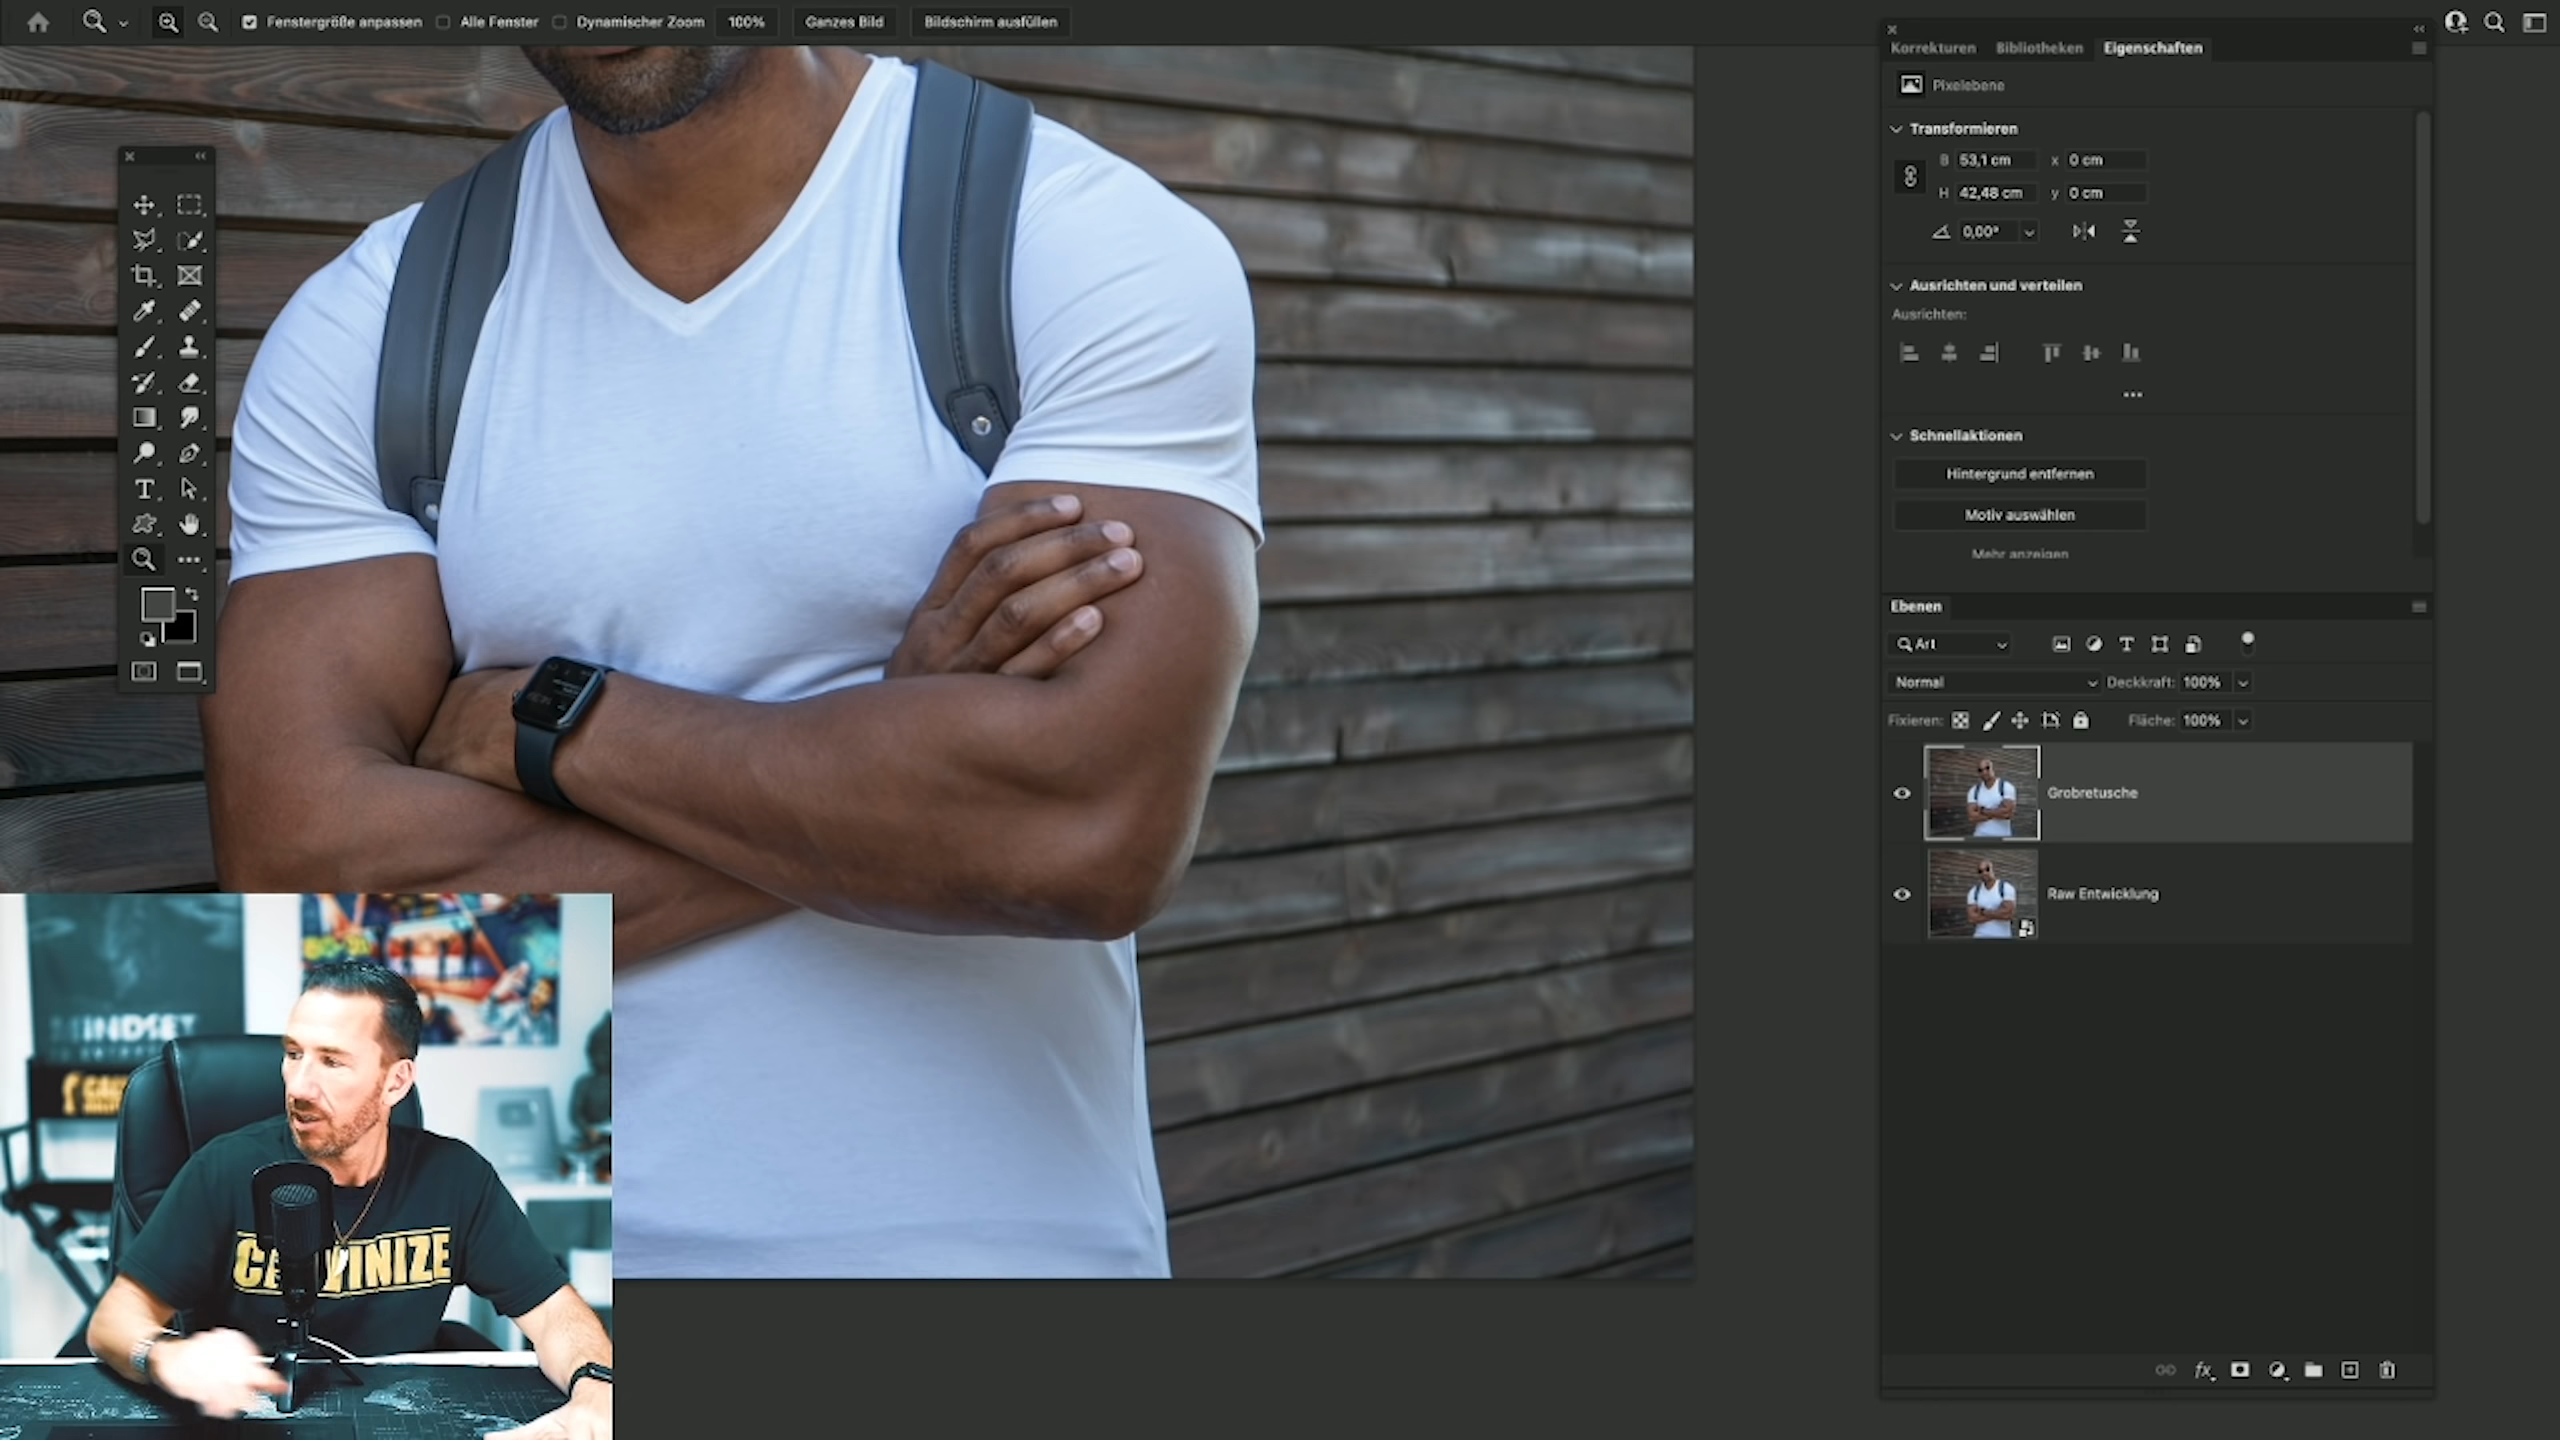 Fenstergröße anpassen Alle Fenster Dynamischer Zoom 100% Ganzes Bild Bildschirm ausfüllen
Korrekturen Bibliotheken Eigenschaften
Pixelebene
Transformieren
B 53,1 cm x 0 cm
H 42,48 cm y 0 cm
0,00°
Ausrichten und verteilen
Ausrichten:
Schnellaktionen
Hintergrund entfernen
Motiv auswählen
Mehr anzeigen
Ebenen
Art
Normal Deckkraft: 100%
Fixieren: Fläche: 100%
Grobretusche
Raw Entwicklung
fx
MINDSET